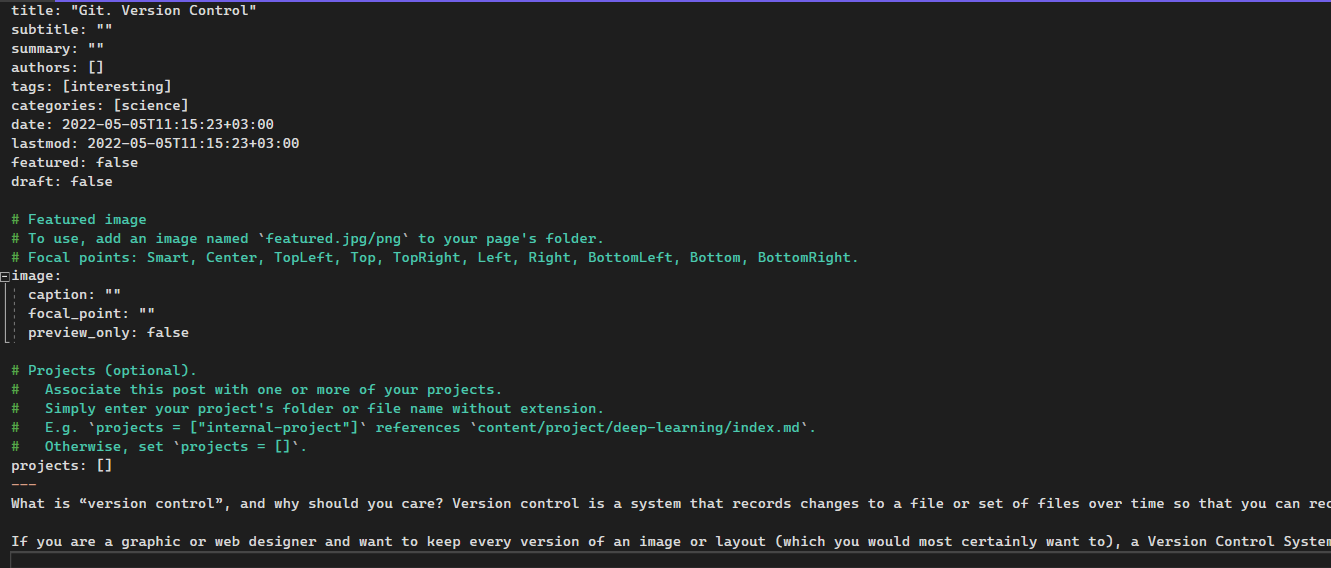 title: "Git. Version Control"
subtitle: ""
summary: ""
authors: []
tags: [interesting]
categories: [science]
date: 2022-05-05T11:15:23+03:00
lastmod: 2022-05-05T11:15:23+03:00
featured: false
draft: false
# Featured image
# To use, add an image named `featured.jpg/png` to your page's folder.
# Focal points: Smart, Center, TopLeft, Top, TopRight, Left, Right, BottomLeft, Bottom, BottomRight.
image:
  caption: ""
  focal_point: ""
  preview_only: false
# Projects (optional).
#   Associate this post with one or more of your projects.
#   Simply enter your project's folder or file name without extension.
#   E.g. `projects = ["internal-project"]` references `content/project/deep-learning/index.md`.
#   Otherwise, set `projects = []`.
projects: []
---
What is “version control”, and why should you care? Version control is a system that records changes to a file or set of files over time so that you can
If you are a graphic or web designer and want to keep every version of an image or layout (which you would most certainly want to), a Version Control System